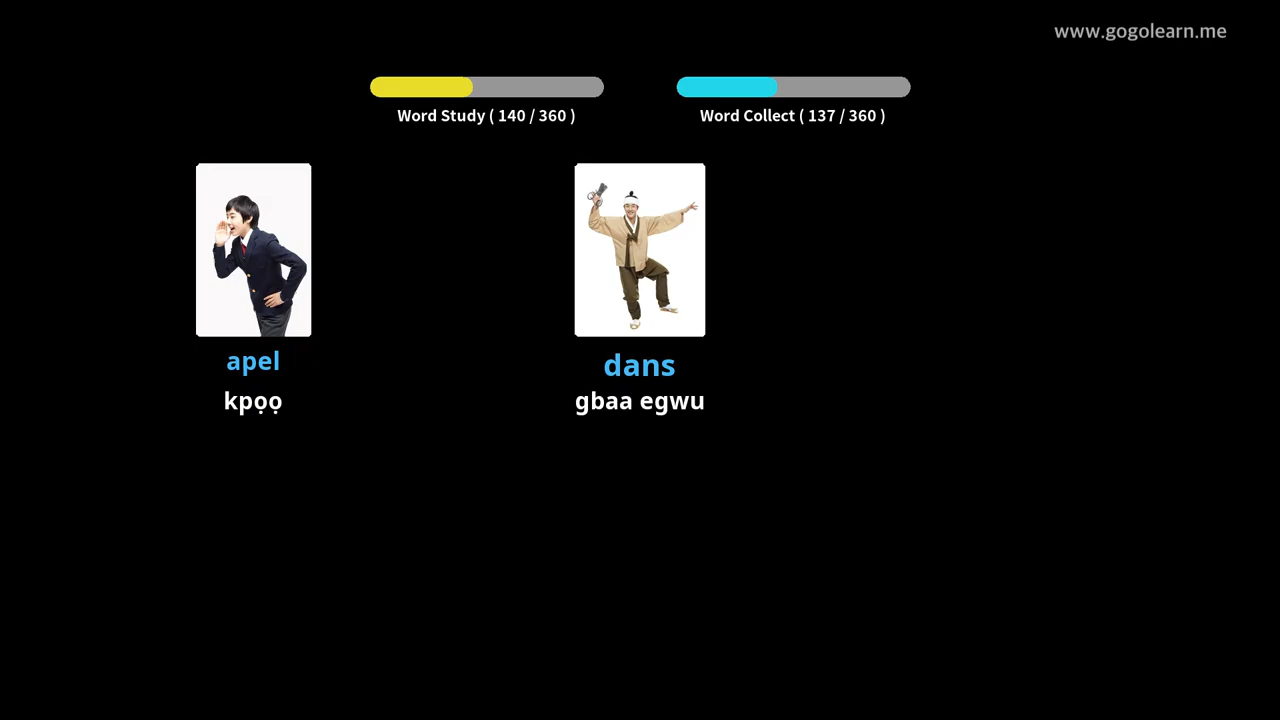 www.gogolearn.me
Word Study ( 140 / 360 )
Word Collect ( 137 / 360 )
apel
kpọọ
dans
gbaa egwu